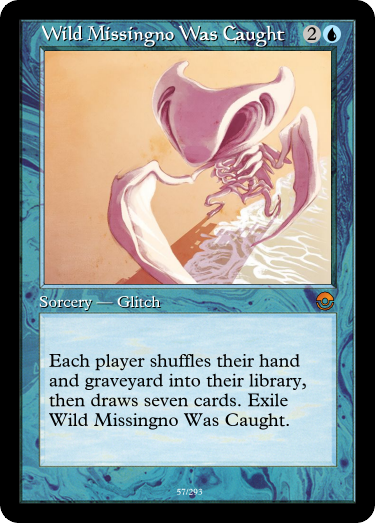 Wild Missingno Was Caught 2
Sorcery — Glitch
Each player shuffles their hand
and graveyard into their library,
then draws seven cards. Exile
Wild Missingno Was Caught.
57/293